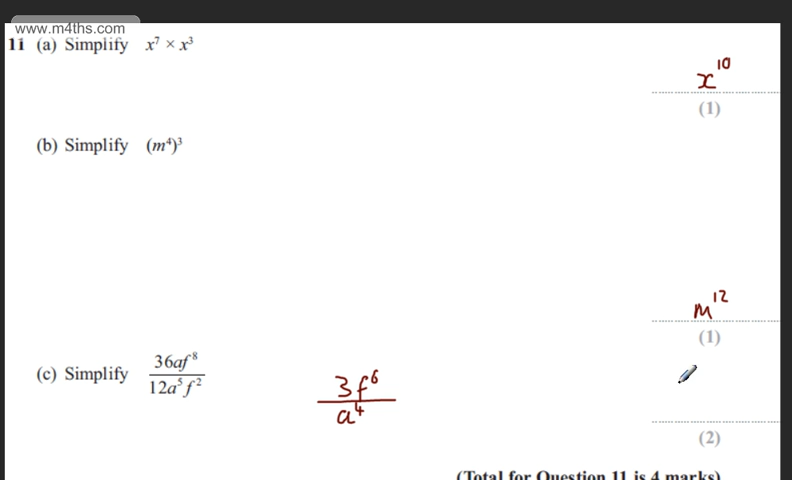 www.m4ths.com
11 (a) Simplify x⁷ × x³
x¹⁰
(1)
(b) Simplify (m⁴)³
m¹²
(1)
(c) Simplify 36af⁸ / 12a⁵f²
3f⁶ / a⁴
(2)
(Total for Question 11 is 4 marks)